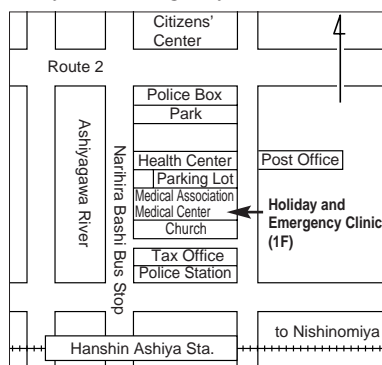 Citizens'
Center
Route 2
Police Box
Park
Ashiyagawa River
Narihira Bashi Bus Stop
Health Center
Post Office
Parking Lot
Medical Association
Medical Center
Holiday and
Emergency Clinic
(1F)
Church
Tax Office
Police Station
to Nishinomiya
Hanshin Ashiya Sta.